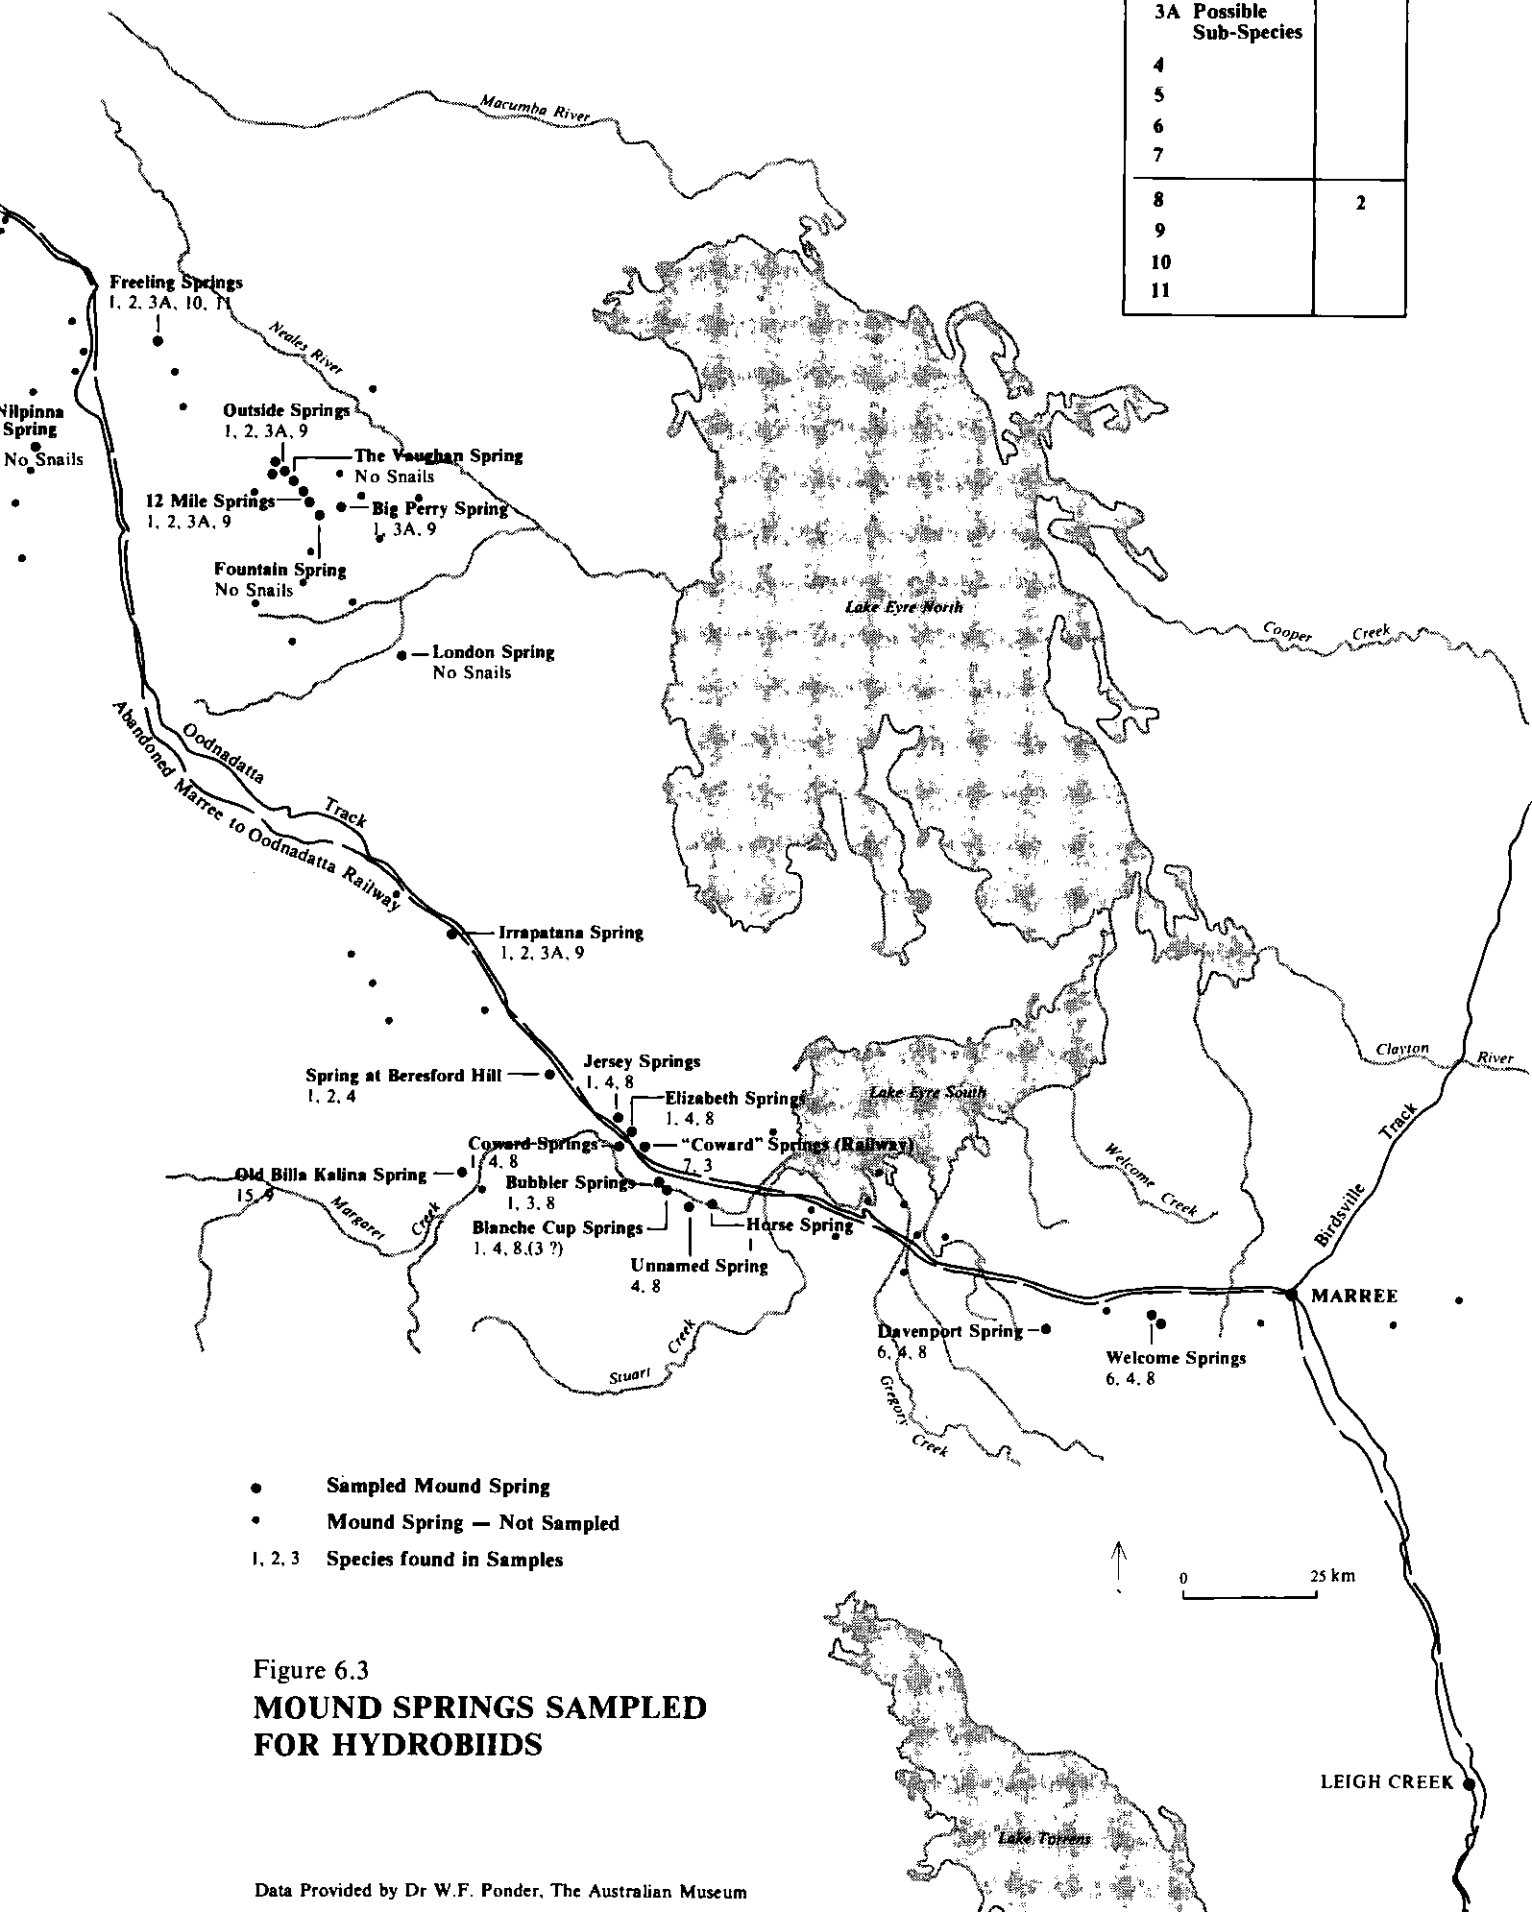 3A Possible
Sub-Species
4
5
6
7
8 2
9
10
11
Macumba River
Freeling Springs
1, 2, 3A, 10, 11
Neales River
Nilpinna
Spring
No Snails
Outside Springs
1, 2, 3A, 9
The Vaughan Spring
No Snails
12 Mile Springs
1, 2, 3A, 9
Big Perry Spring
1, 3A, 9
Fountain Spring
No Snails
London Spring
No Snails
Lake Eyre North
Cooper Creek
Oodnadatta Track
Abandoned Marree to Oodnadatta Railway
Irrapatana Spring
1, 2, 3A, 9
Spring at Beresford Hill
1, 2, 4
Jersey Springs
1, 4, 8
Elizabeth Springs
1, 4, 8
Lake Eyre South
Clayton River
Coward Springs
1, 4, 8
"Coward" Springs (Railway)
7, 3
Old Billa Kalina Spring
15, 9
Margaret Creek
Bubbler Springs
1, 3, 8
Blanche Cup Springs
1, 4, 8,(3 ?)
Horse Spring
1
Unnamed Spring
4, 8
Welcome Creek
Birdsville Track
MARREE
Davenport Spring
6, 4, 8
Welcome Springs
6, 4, 8
Stuart Creek
Gregory Creek
Sampled Mound Spring
Mound Spring — Not Sampled
1, 2, 3 Species found in Samples
0 25 km
Figure 6.3
MOUND SPRINGS SAMPLED
FOR HYDROBIIDS
LEIGH CREEK
Lake Torrens
Data Provided by Dr W.F. Ponder, The Australian Museum